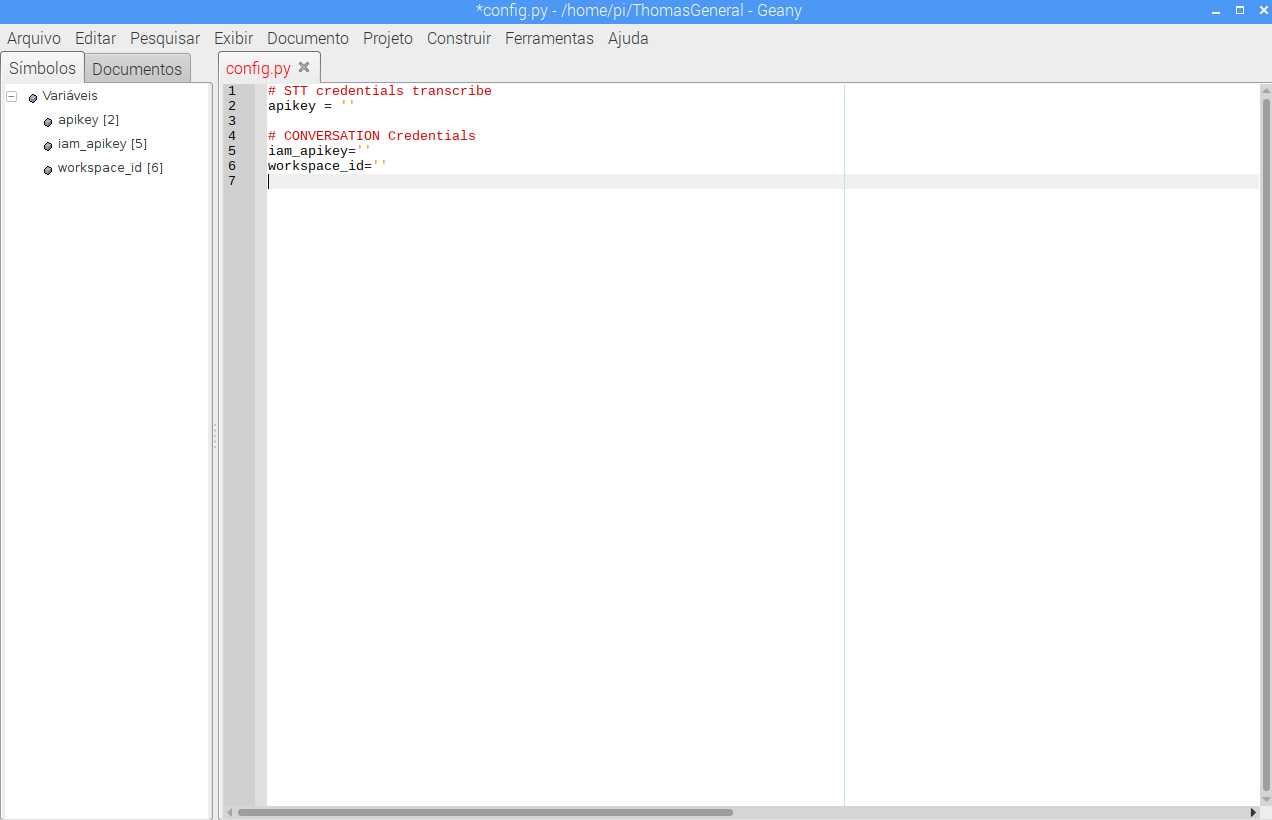 *config.py - /home/pi/ThomasGeneral - Geany
Arquivo Editar Pesquisar Exibir Documento Projeto Construir Ferramentas Ajuda
Símbolos Documentos
Variáveis
apikey [2]
iam_apikey [5]
workspace_id [6]
config.py
1 # STT credentials transcribe
2 apikey = ''
3
4 # CONVERSATION Credentials
5 iam_apikey=''
6 workspace_id=''
7